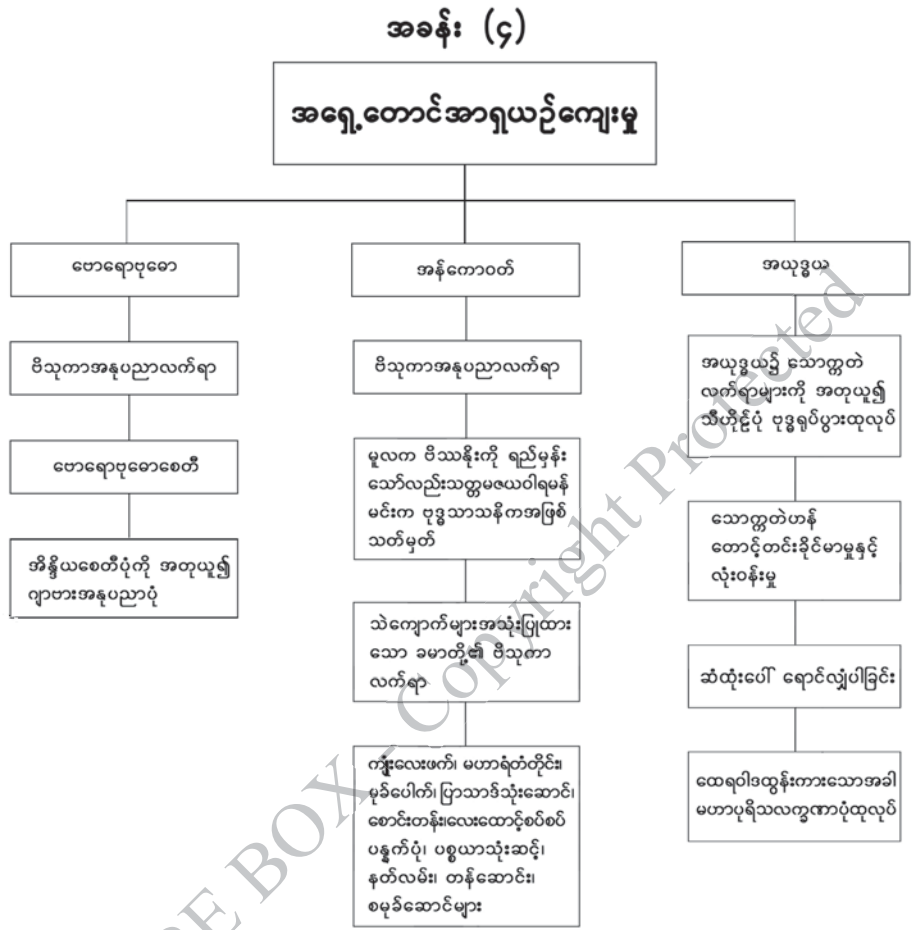 အခန်း (၄)
အရှေ့တောင်အာရှယဉ်ကျေးမှု
ဗောရောဗုဓော
ဗိသုကာအနုပညာလက်ရာ
ဗောရောဗုဓောစေတီ
အိန္ဒိယစေတီပုံကို အတုယူ၍
ဂျာဗားအနုပညာပုံ
အန်ကောဝတ်
ဗိသုကာအနုပညာလက်ရာ
မူလက ဗိဿနိုးကို ရည်မှန်း
သော်လည်းသတ္တမဇယဝါရမန်
မင်းက ဗုဒ္ဓသာသနိကအဖြစ်
သတ်မှတ်
သဲကျောက်များအသုံးပြုထား
သော ခမာတို့၏ ဗိသုကာ
လက်ရာ
ကျုံးလေးဖက်၊ မဟာရံတံတိုင်း၊
မုခ်ပေါက်၊ ပြာသာဒ်သုံးဆောင်၊
စောင်းတန်း၊လေးထောင့်စပ်စပ်
ပန္နက်ပုံ၊ ပစ္စယာသုံးဆင့်၊
နတ်လမ်း၊ တန်ဆောင်း၊
စမုခ်ဆောင်များ
အယုဒ္ဓယ
အယုဒ္ဓယ၌ သောက္ကတဲ
လက်ရာများကို အတုယူ၍
သီဟိုဠ်ပုံ ဗုဒ္ဓရုပ်ပွားထုလုပ်
သောက္ကတဲဟန်
တောင့်တင်းခိုင်မာမှုနှင့်
လုံးဝန်းမှု
ဆံထုံးပေါ် ရောင်လျှံပါခြင်း
ထေရဝါဒထွန်းကားသောအခါ
မဟာပုရိသလက္ခဏာပုံထုလုပ်
BOX - Copyright Protected